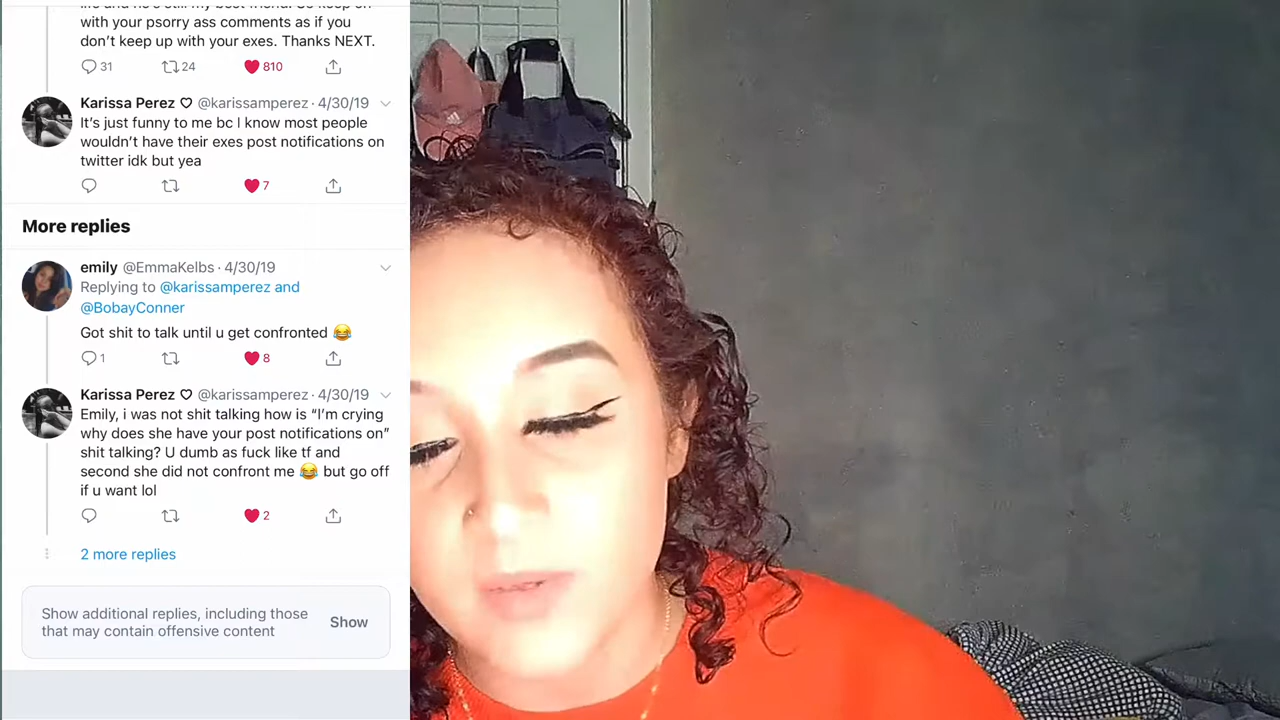 with your psorry ass comments as if you
don't keep up with your exes. Thanks NEXT.
31 24 810
Karissa Perez ♡ @karissamperez · 4/30/19
It's just funny to me bc I know most people
wouldn't have their exes post notifications on
twitter idk but yea
7
More replies
emily @EmmaKelbs · 4/30/19
Replying to @karissamperez and
@BobayConner
Got shit to talk until u get confronted 😂
1 8
Karissa Perez ♡ @karissamperez · 4/30/19
Emily, i was not shit talking how is “I'm crying
why does she have your post notifications on”
shit talking? U dumb as fuck like tf and
second she did not confront me 😂 but go off
if u want lol
2
2 more replies
Show additional replies, including those
that may contain offensive content
Show